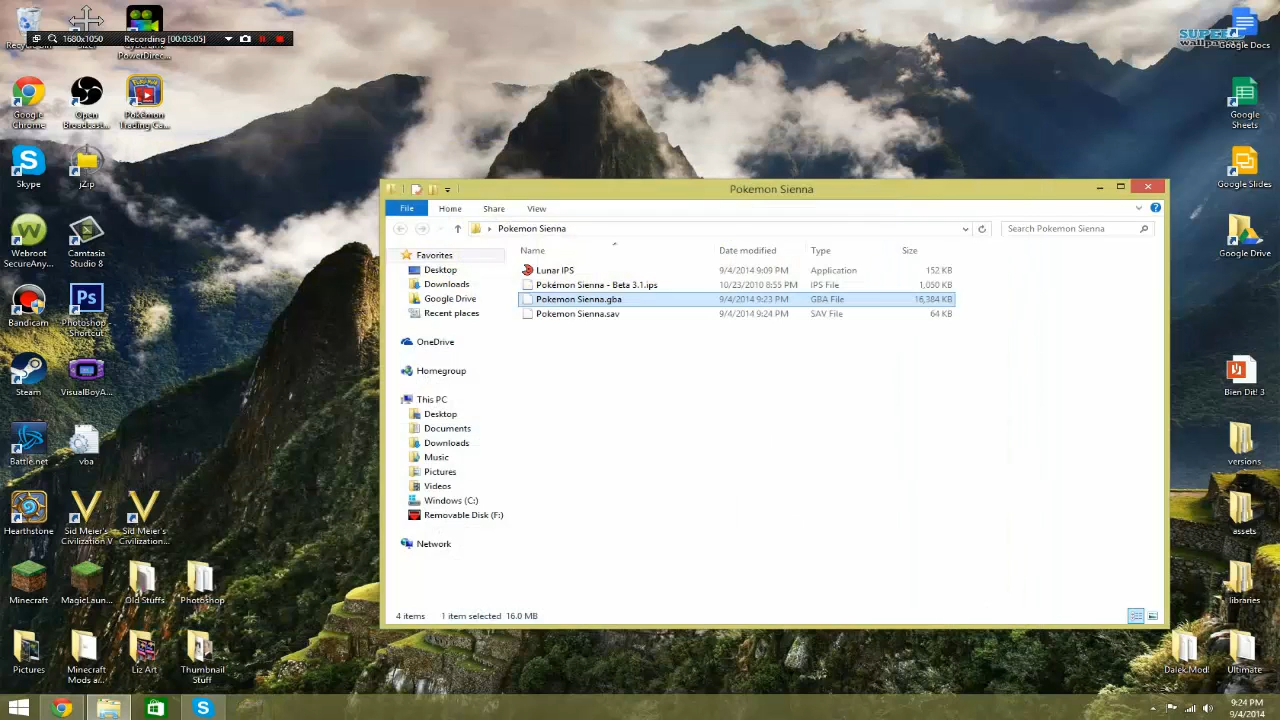 Recycle Bin
1680x1050
Recording [00:03:05]
CyberLink
PowerDirec...
Google Docs
Google
Chrome
Open
Broadcast...
Pokémon
Trading Ca...
Google
Sheets
Skype
jZip
Google Slides
Webroot
SecureAny...
Camtasia
Studio 8
Google Drive
Bandicam
Photoshop -
Shortcut
Steam
VisualBoyA...
Bien Dit! 3
Battle.net
vba
versions
Hearthstone
Sid Meier's
Civilization V
Sid Meier's
Civilization...
assets
Minecraft
MagicLaun...
Old Stuffs
Photoshop
libraries
Pictures
Minecraft
Mods a...
Liz Art
Thumbnail
Stuff
Dalek Mod!
Ultimate
Pokemon Sienna
File
Home
Share
View
Pokemon Sienna
Search Pokemon Sienna
Name
Date modified
Type
Size
Lunar IPS 9/4/2014 9:09 PM Application 152 KB
Pokémon Sienna - Beta 3.1.ips 10/23/2010 8:55 PM IPS File 1,050 KB
Pokemon Sienna.gba 9/4/2014 9:23 PM GBA File 16,384 KB
Pokemon Sienna.sav 9/4/2014 9:24 PM SAV File 64 KB
Favorites
Desktop
Downloads
Google Drive
Recent places
OneDrive
Homegroup
This PC
Desktop
Documents
Downloads
Music
Pictures
Videos
Windows (C:)
Removable Disk (F:)
Network
4 items 1 item selected 16.0 MB
9:24 PM
9/4/2014